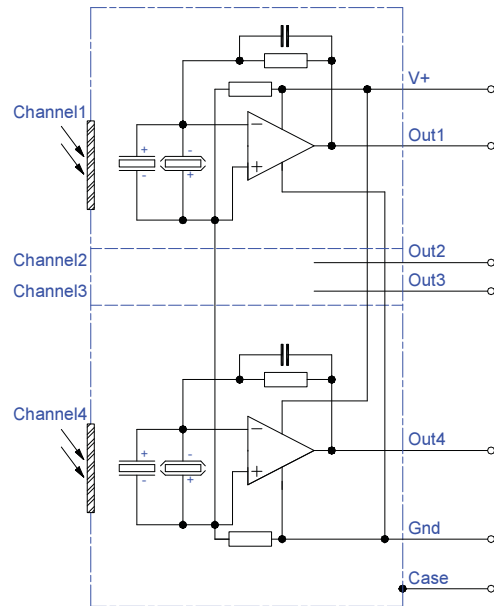 V+
Channel1
Out1
+
-
-
+
−
+
Channel2
Out2
Channel3
Out3
Channel4
Out4
+
-
-
+
−
+
Gnd
Case